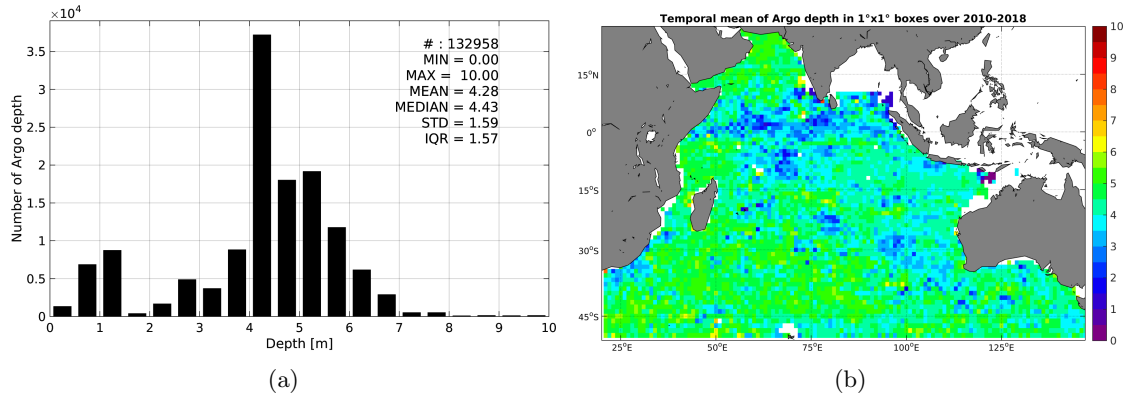 ×10⁴
3.5
3
2.5
2
1.5
1
0.5
0
Number of Argo depth
# : 132958
MIN = 0.00
MAX = 10.00
MEAN = 4.28
MEDIAN = 4.43
STD = 1.59
IQR = 1.57
0 1 2 3 4 5 6 7 8 9 10
Depth [m]
(a)
Temporal mean of Argo depth in 1°x1° boxes over 2010-2018
15°N
0°
15°S
30°S
45°S
25°E 50°E 75°E 100°E 125°E
10
9
8
7
6
5
4
3
2
1
0
(b)